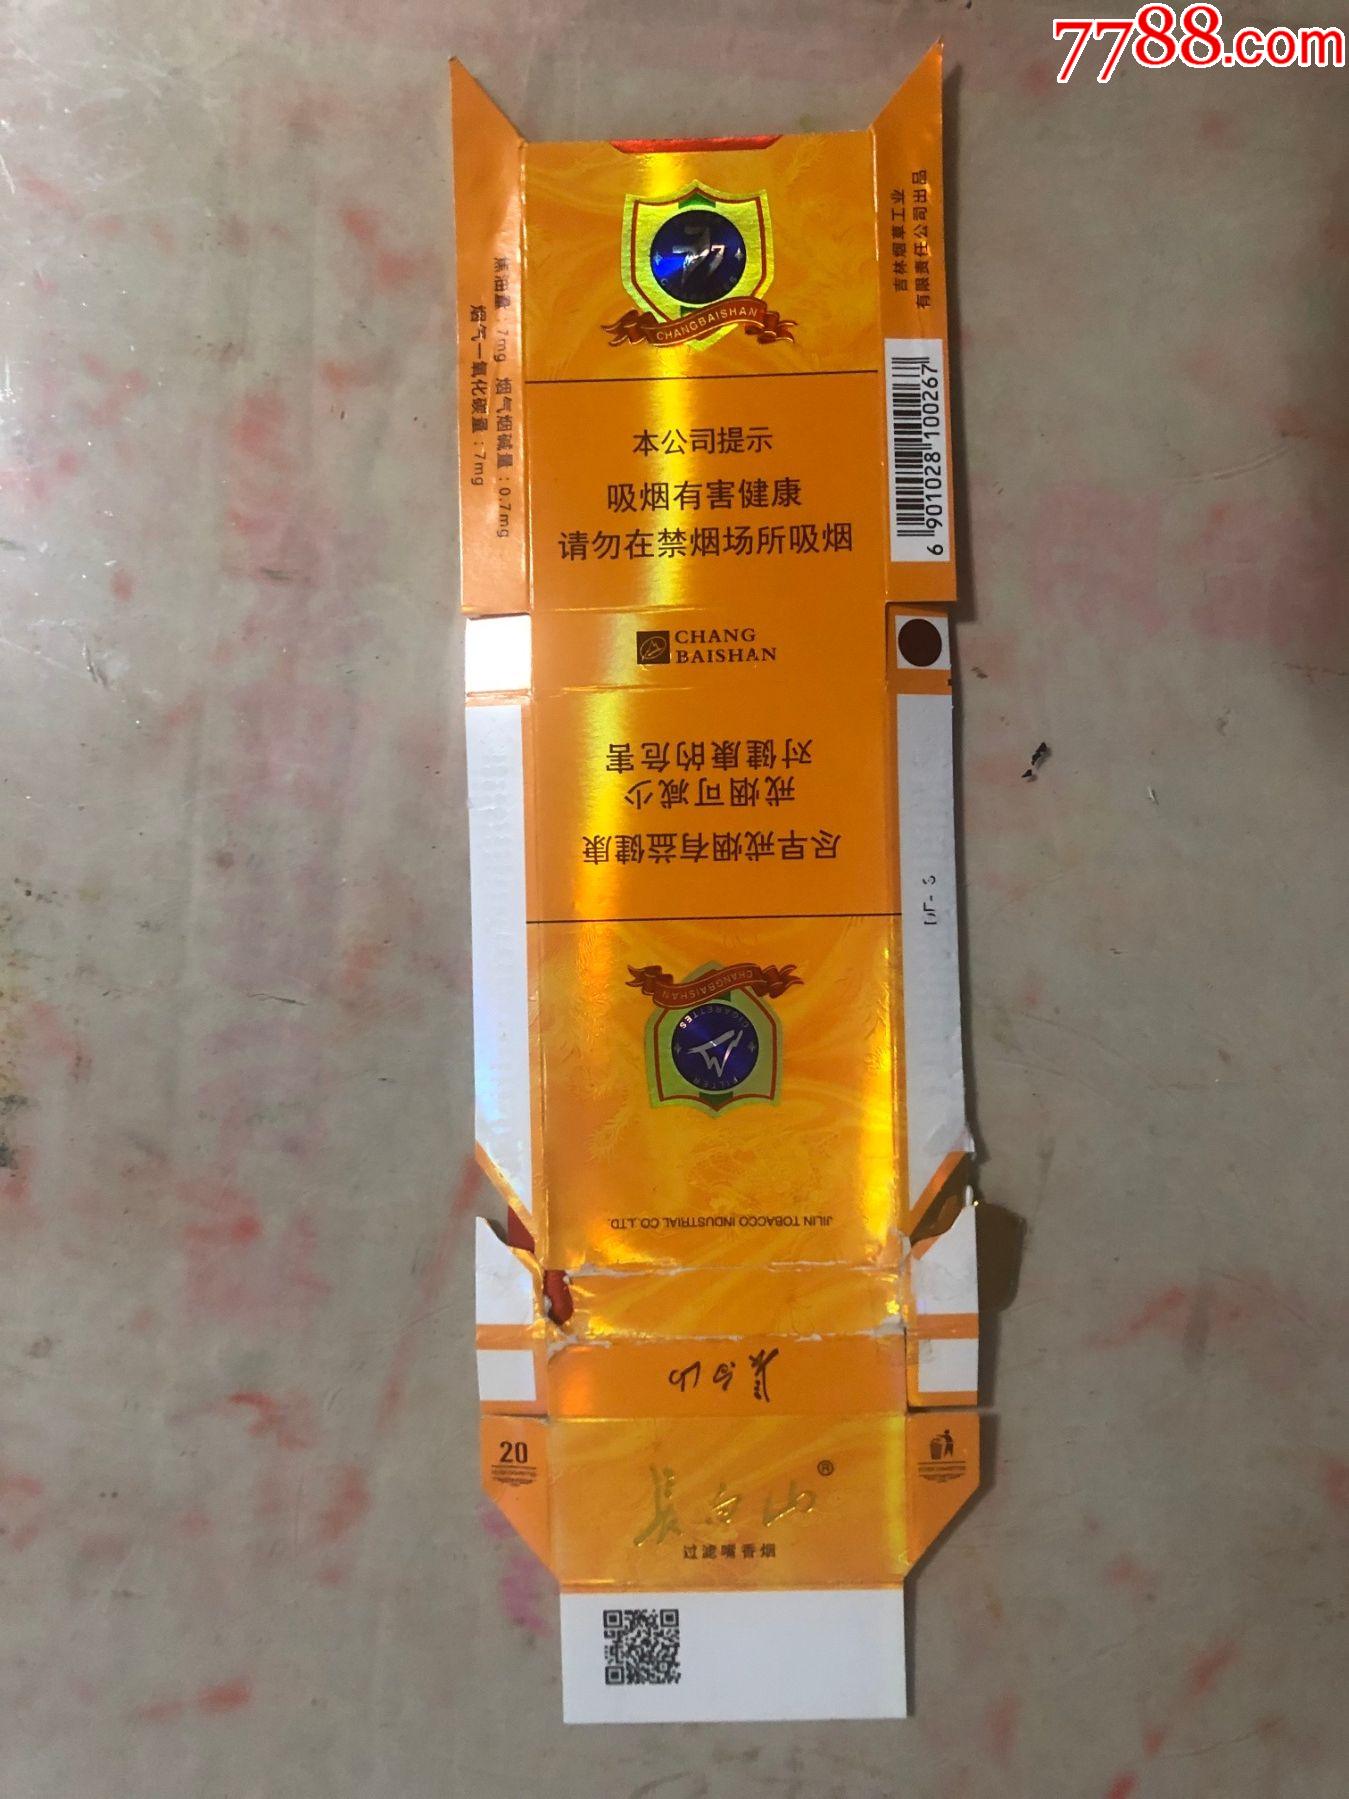 7788.com
吉林烟草工业
有限责任公司出品
焦油量：7mg 烟气烟碱量：0.7mg
烟气一氧化碳量：7mg
7
CHANGBAISHAN
6 901028 100267
本公司提示
吸烟有害健康
请勿在禁烟场所吸烟
CHANG
BAISHAN
尽早戒烟有益健康
戒烟可减少
对健康的危害
CHANGBAISHAN
CIGARETTES
FILTER
JILIN TOBACCO INDUSTRIAL CO.,LTD.
长白山
20
長白山®
过滤嘴香烟